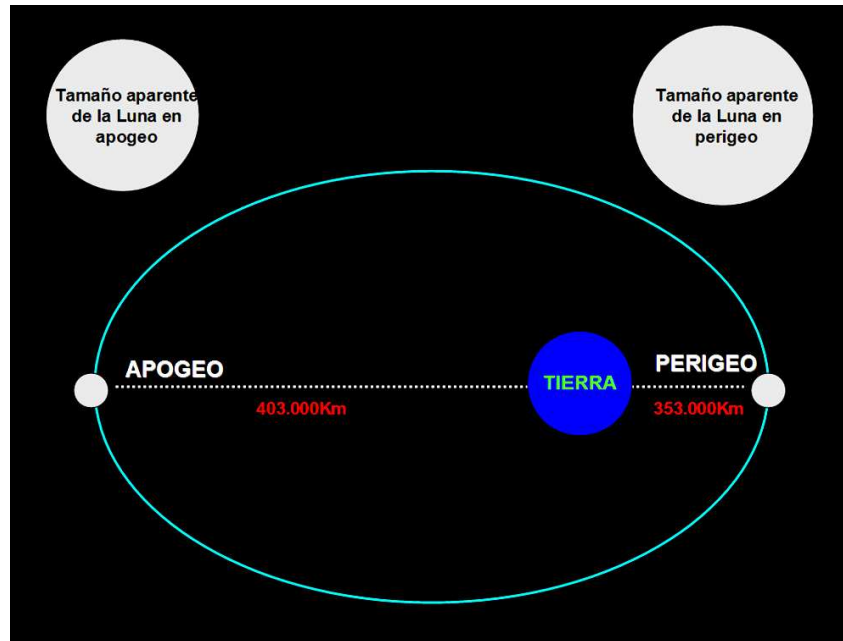 Tamaño aparente
de la Luna en
apogeo
Tamaño aparente
de la Luna en
perigeo
APOGEO
PERIGEO
TIERRA
403.000Km
353.000Km